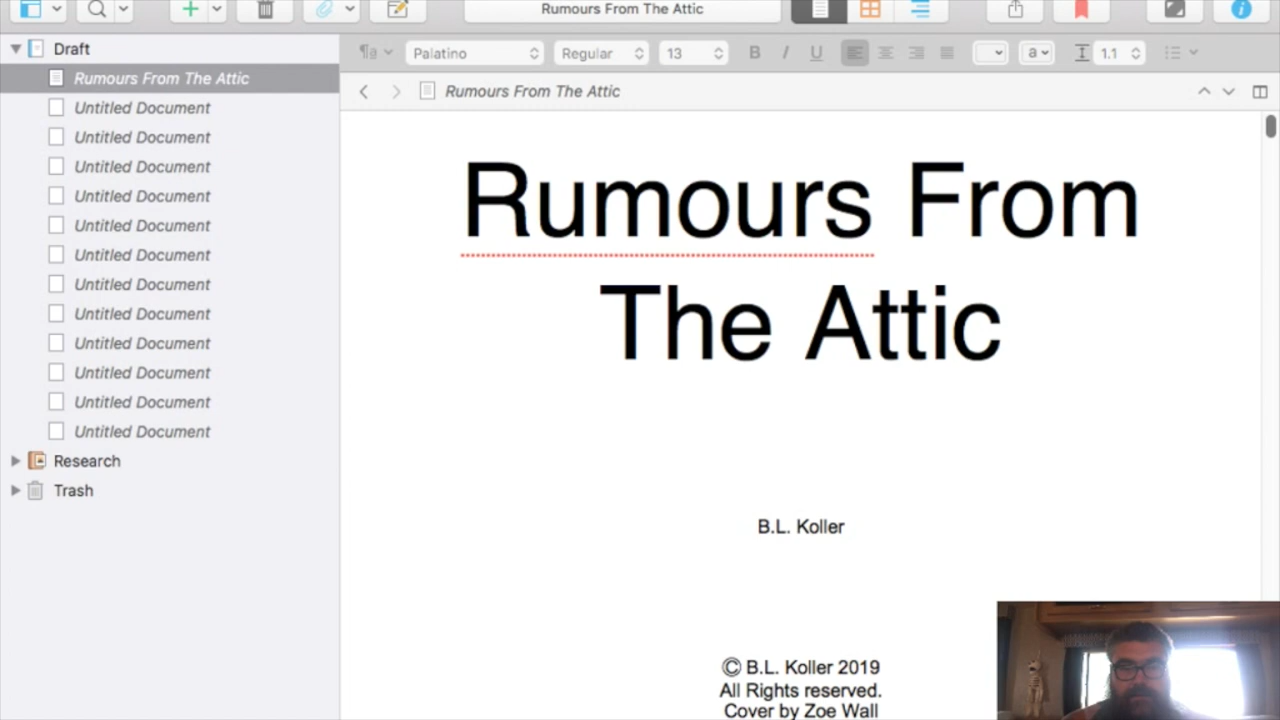 Rumours From The Attic
Draft
Palatino
Regular
13
B I U
a
1.1
Rumours From The Attic
Rumours From The Attic
Untitled Document
Untitled Document
Untitled Document
Untitled Document
Untitled Document
Untitled Document
Untitled Document
Untitled Document
Untitled Document
Untitled Document
Untitled Document
Untitled Document
Research
Trash
Rumours From
The Attic
B.L. Koller
© B.L. Koller 2019
All Rights reserved.
Cover by Zoe Wall